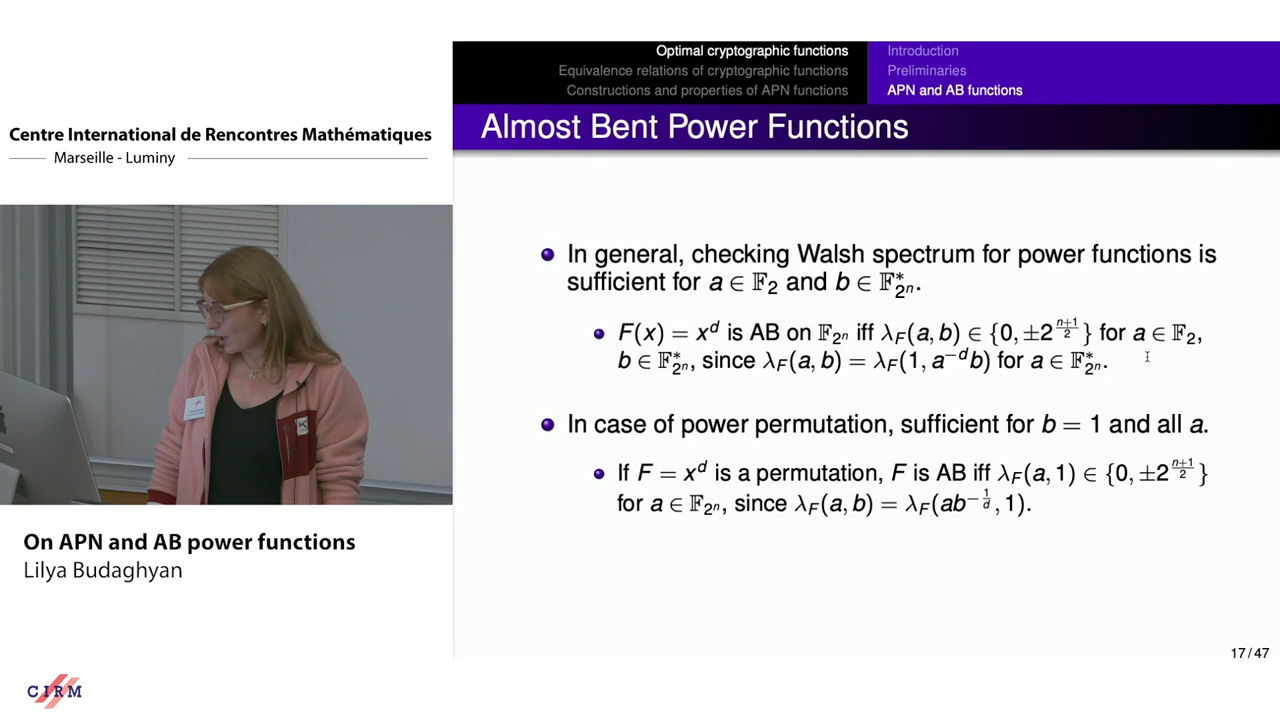 Centre International de Rencontres Mathématiques
Marseille - Luminy
On APN and AB power functions
Lilya Budaghyan
CIRM
Optimal cryptographic functions
Equivalence relations of cryptographic functions
Constructions and properties of APN functions
Introduction
Preliminaries
APN and AB functions
Almost Bent Power Functions
In general, checking Walsh spectrum for power functions is
sufficient for a ∈ 𝔽₂ and b ∈ 𝔽*_{2ⁿ}.
F(x) = x^d is AB on 𝔽_{2ⁿ} iff λ_F(a, b) ∈ {0, ±2^{(n+1)/2}} for a ∈ 𝔽₂,
b ∈ 𝔽*_{2ⁿ}, since λ_F(a, b) = λ_F(1, a^{−d}b) for a ∈ 𝔽*_{2ⁿ}.
In case of power permutation, sufficient for b = 1 and all a.
If F = x^d is a permutation, F is AB iff λ_F(a, 1) ∈ {0, ±2^{(n+1)/2}}
for a ∈ 𝔽_{2ⁿ}, since λ_F(a, b) = λ_F(ab^{−1/d}, 1).
17 / 47